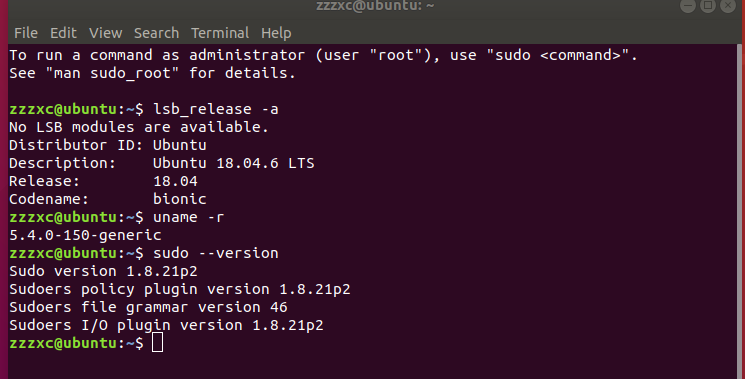 zzzxc@ubuntu: ~
File Edit View Search Terminal Help
To run a command as administrator (user "root"), use "sudo <command>".
See "man sudo_root" for details.
zzzxc@ubuntu:~$ lsb_release -a
No LSB modules are available.
Distributor ID: Ubuntu
Description:    Ubuntu 18.04.6 LTS
Release:        18.04
Codename:       bionic
zzzxc@ubuntu:~$ uname -r
5.4.0-150-generic
zzzxc@ubuntu:~$ sudo --version
Sudo version 1.8.21p2
Sudoers policy plugin version 1.8.21p2
Sudoers file grammar version 46
Sudoers I/O plugin version 1.8.21p2
zzzxc@ubuntu:~$